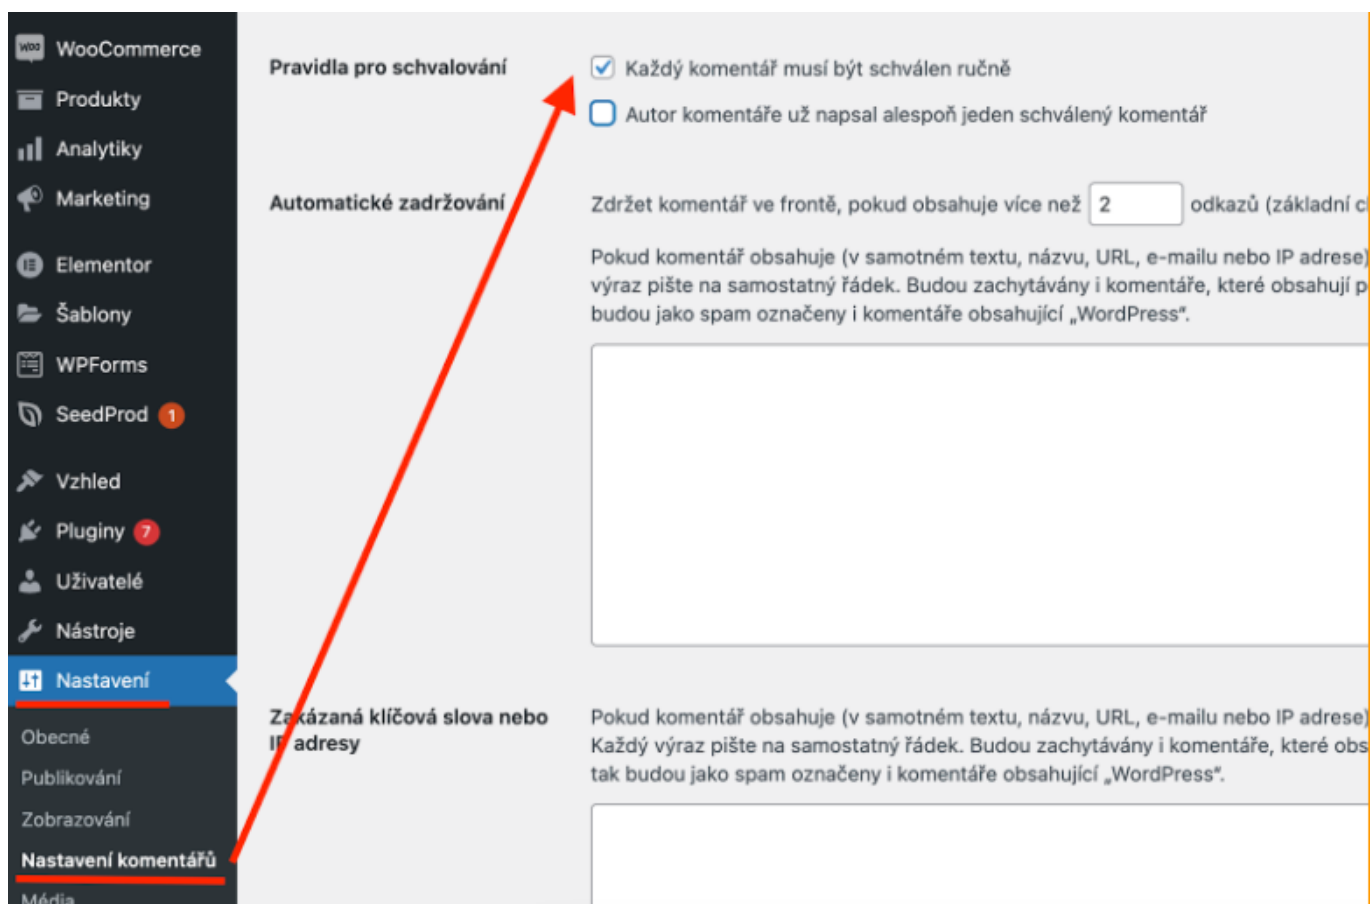 WooCommerce
Produkty
Analytiky
Marketing
Elementor
Šablony
WPForms
SeedProd 1
Vzhled
Pluginy 7
Uživatelé
Nástroje
Nastavení
Obecné
Publikování
Zobrazování
Nastavení komentářů
Média
Pravidla pro schvalování
Každý komentář musí být schválen ručně
Autor komentáře už napsal alespoň jeden schválený komentář
Automatické zadržování
Zdržet komentář ve frontě, pokud obsahuje více než 2 odkazů (základní
Pokud komentář obsahuje (v samotném textu, názvu, URL, e-mailu nebo IP adrese)
výraz pište na samostatný řádek. Budou zachytávány i komentáře, které obsahují
budou jako spam označeny i komentáře obsahující „WordPress“.
Zakázaná klíčová slova nebo
IP adresy
Pokud komentář obsahuje (v samotném textu, názvu, URL, e-mailu nebo IP adrese)
Každý výraz pište na samostatný řádek. Budou zachytávány i komentáře, které
tak budou jako spam označeny i komentáře obsahující „WordPress“.